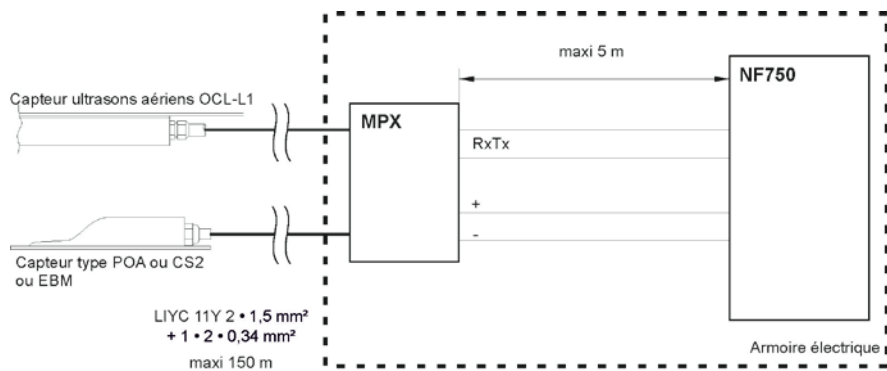 maxi 5 m
NF750
Capteur ultrasons aériens OCL-L1
MPX
RxTx
+
-
Capteur type POA ou CS2
ou EBM
LIYC 11Y 2 • 1,5 mm²
+ 1 • 2 • 0,34 mm²
maxi 150 m
Armoire électrique